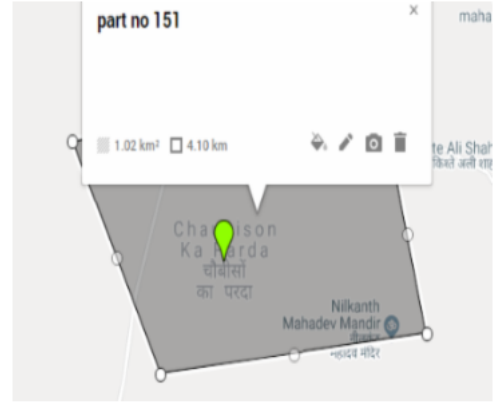 part no 151
×
maha
1.02 km² 4.10 km
te Ali Shah
किस्ते अली शाह
Ka Parda
चौबीसों
का परदा
Nilkanth
Mahadev Mandir
महादेव मंदिर